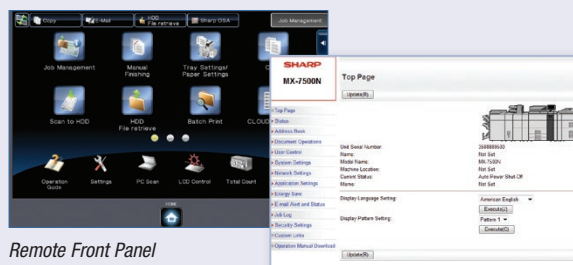 Copy
E-Mail
HDD
File retrieve
Sharp OSA
Job Management
Job Management
Manual
Finishing
Tray Settings/
Paper Settings
Scan to HDD
HDD
File retrieve
Batch Print
CLOUD
Operation
Guide
Settings
PC Scan
LCD Control
Total Count
HOME
Remote Front Panel
SHARP
MX-7500N
Top Page
Update(R)
Top Page
Status
Address Book
Document Operations
User Control
System Settings
Network Settings
Application Settings
Energy Save
E-mail Alert and Status
Job Log
Security Settings
Custom Links
Operation Manual Download
Unit Serial Number:
Name: Not Set
Model Name: MX-7500N
Machine Location: Not Set
Current Status: Auto Power Shut-Off
Not Set
Display Language Setting: American English
Execute(J)
Display Pattern Setting: Pattern 1
Update(R)